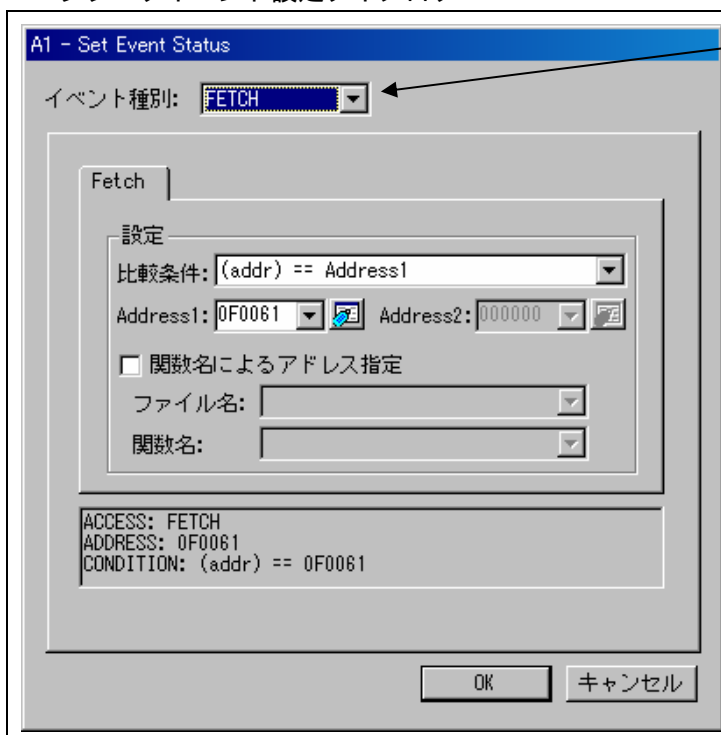 A1 - Set Event Status
イベント種別: FETCH
Fetch
設定
比較条件: (addr) == Address1
Address1: 0F0061 Address2: 000000
関数名によるアドレス指定
ファイル名:
関数名:
ACCESS: FETCH
ADDRESS: 0F0061
CONDITION: (addr) == 0F0061
OK キャンセル